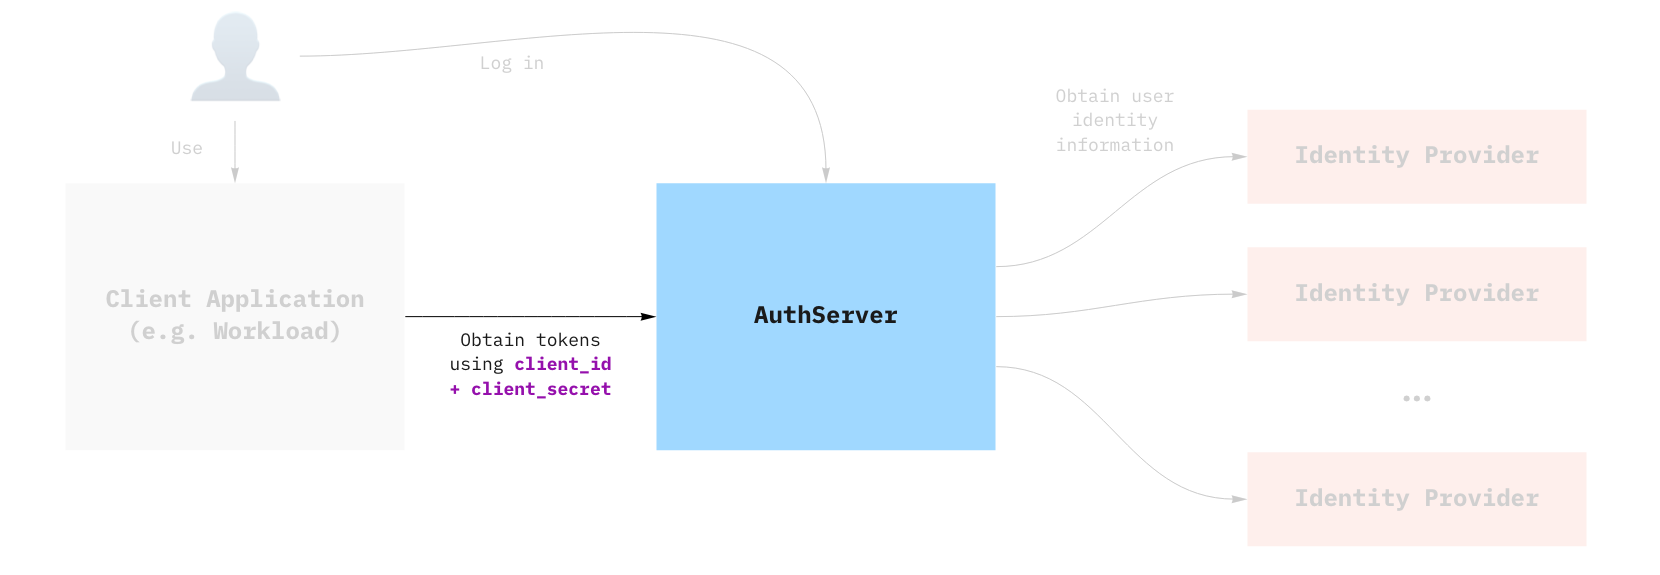 Log in
Use
Obtain user
identity
information
Identity Provider
Client Application
(e.g. Workload)
Obtain tokens
using client_id
+ client_secret
AuthServer
Identity Provider
...
Identity Provider